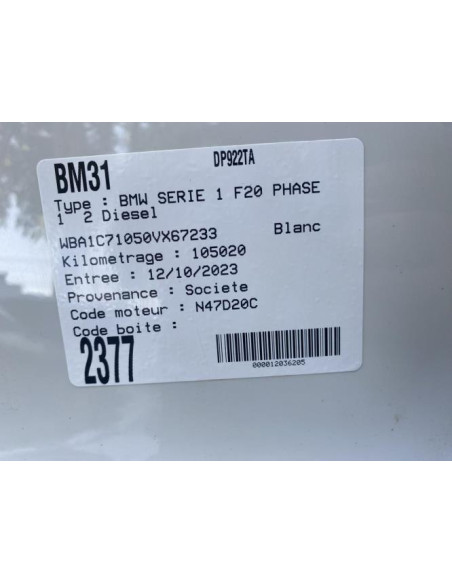 BM31 DP922TA
Type : BMW SERIE 1 F20 PHASE
1 2 Diesel
WBA1C71050VX67233 Blanc
Kilometrage : 105020
Entree : 12/10/2023
Provenance : Societe
Code moteur : N47D20C
Code boite :
2377
000012036205